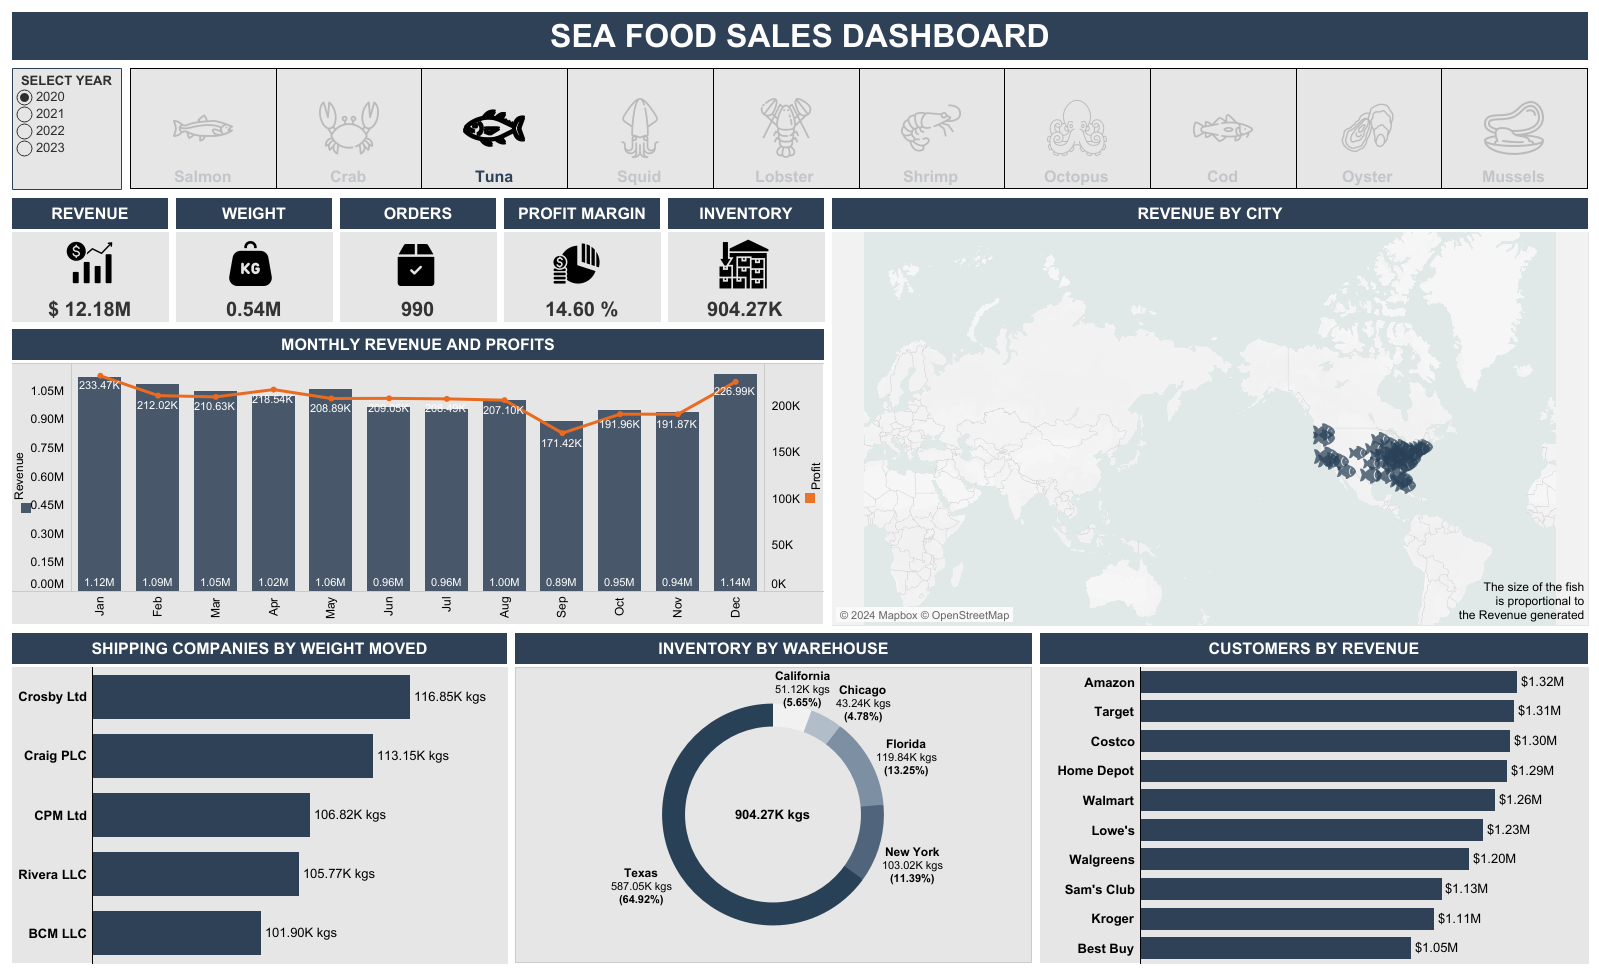 SEA FOOD SALES DASHBOARD
SELECT YEAR
2020
2021
2022
2023
Salmon
Crab
Tuna
Squid
Lobster
Shrimp
Octopus
Cod
Oyster
Mussels
REVENUE
WEIGHT
ORDERS
PROFIT MARGIN
INVENTORY
KG
$ 12.18M
0.54M
990
14.60 %
904.27K
REVENUE BY CITY
© 2024 Mapbox © OpenStreetMap
The size of the fish
is proportional to
the Revenue generated
MONTHLY REVENUE AND PROFITS
Revenue
1.05M
0.90M
0.75M
0.60M
0.45M
0.30M
0.15M
0.00M
233.47K
212.02K
210.63K
218.54K
208.89K
209.05K
208.45K
207.10K
171.42K
191.96K
191.87K
226.99K
1.12M
1.09M
1.05M
1.02M
1.06M
0.96M
0.96M
1.00M
0.89M
0.95M
0.94M
1.14M
Jan
Feb
Mar
Apr
May
Jun
Jul
Aug
Sep
Oct
Nov
Dec
200K
150K
100K
50K
0K
Profit
SHIPPING COMPANIES BY WEIGHT MOVED
Crosby Ltd
116.85K kgs
Craig PLC
113.15K kgs
CPM Ltd
106.82K kgs
Rivera LLC
105.77K kgs
BCM LLC
101.90K kgs
INVENTORY BY WAREHOUSE
California
51.12K kgs
(5.65%)
Chicago
43.24K kgs
(4.78%)
Florida
119.84K kgs
(13.25%)
904.27K kgs
New York
103.02K kgs
(11.39%)
Texas
587.05K kgs
(64.92%)
CUSTOMERS BY REVENUE
Amazon
$1.32M
Target
$1.31M
Costco
$1.30M
Home Depot
$1.29M
Walmart
$1.26M
Lowe's
$1.23M
Walgreens
$1.20M
Sam's Club
$1.13M
Kroger
$1.11M
Best Buy
$1.05M